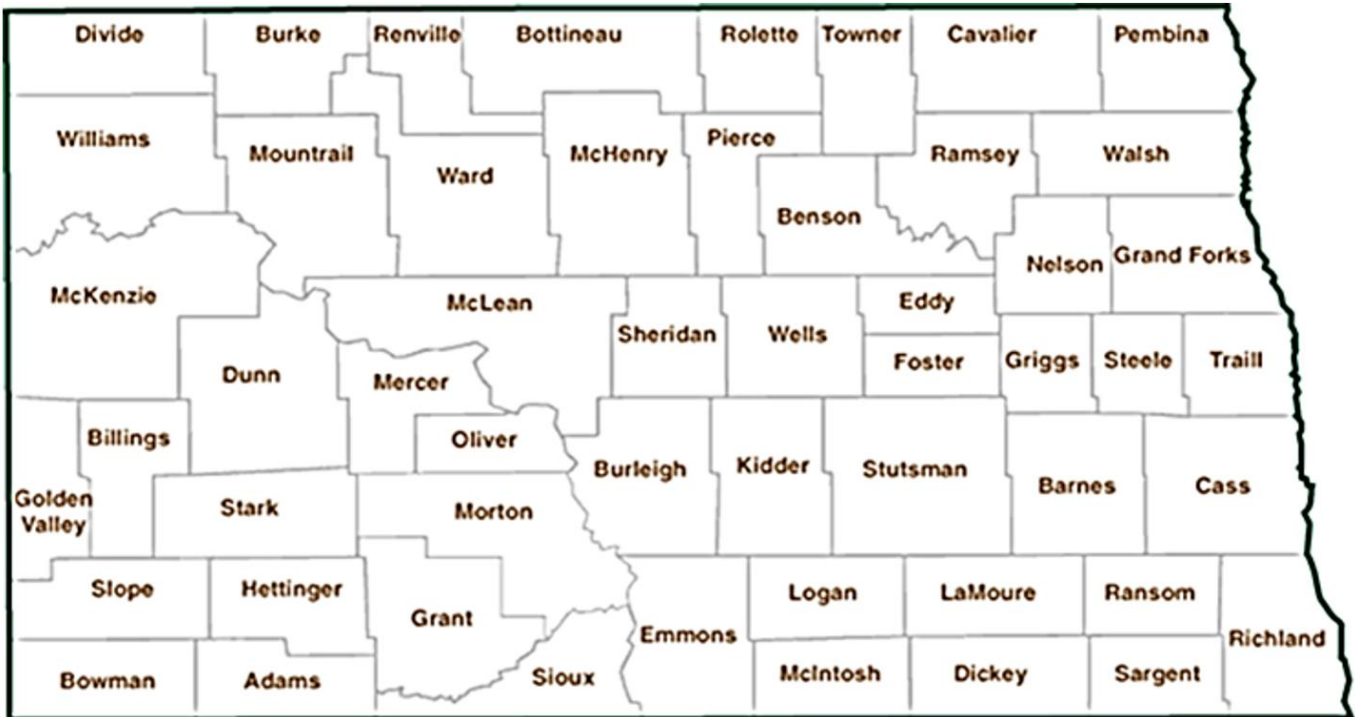 Divide
Burke
Renville
Bottineau
Rolette
Towner
Cavalier
Pembina
Williams
Mountrail
Ward
McHenry
Pierce
Ramsey
Walsh
Benson
Nelson
Grand Forks
McKenzie
McLean
Sheridan
Wells
Eddy
Foster
Griggs
Steele
Traill
Dunn
Mercer
Billings
Oliver
Burleigh
Kidder
Stutsman
Barnes
Cass
Golden
Valley
Stark
Morton
Slope
Hettinger
Grant
Emmons
Logan
LaMoure
Ransom
Richland
Bowman
Adams
Sioux
McIntosh
Dickey
Sargent